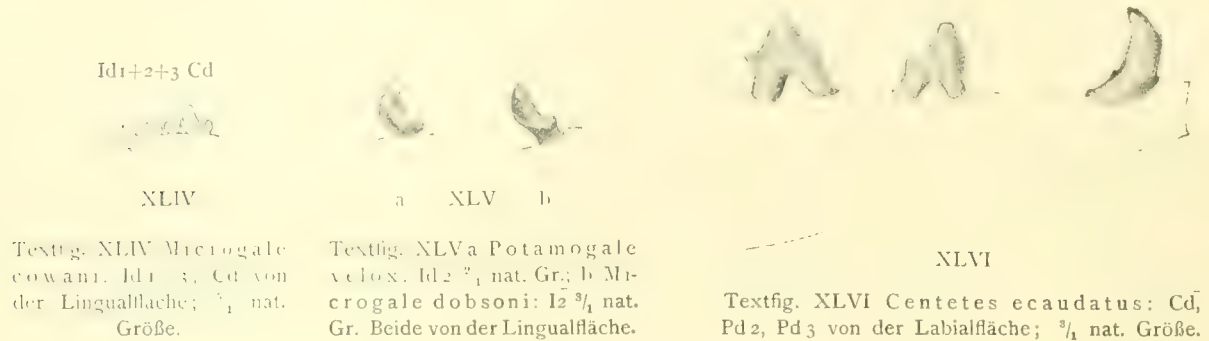 Id1+2+3 Cd
XLIV
a XLV b
XLVI
Textfig. XLIV Microgale
cowani. Id1 3, Cd von
der Lingualfläche; nat.
Größe.
Textfig. XLVa Potamogale
velox. Id2 nat. Gr.; b Mi-
crogale dobsoni: I2 ³/₁ nat.
Gr. Beide von der Lingualfläche.
Textfig. XLVI Centetes ecaudatus: Cd,
Pd2, Pd3 von der Labialfläche; ³/₁ nat. Größe.